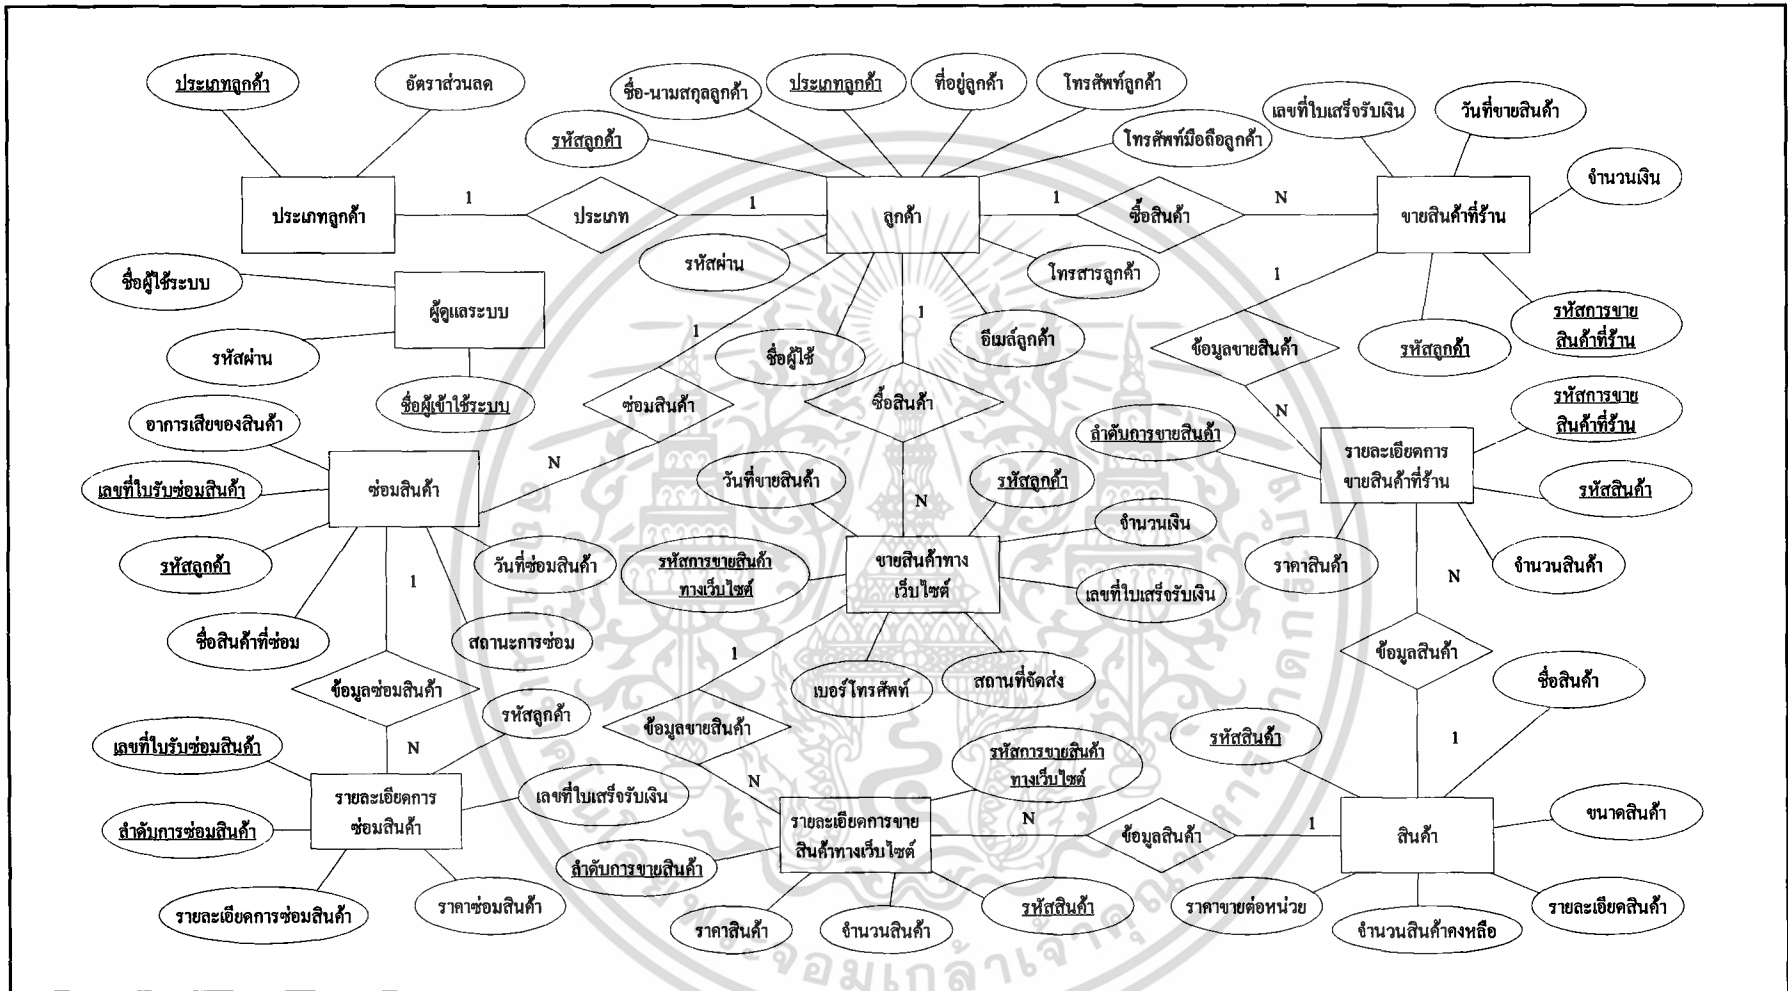 ประเภทลูกค้า
อัตราส่วนลด
ชื่อ-นามสกุลลูกค้า
ประเภทลูกค้า
ที่อยู่ลูกค้า
โทรศัพท์ลูกค้า
เลขที่ใบเสร็จรับเงิน
วันที่ขายสินค้า
รหัสลูกค้า
โทรศัพท์มือถือลูกค้า
จำนวนเงิน
ประเภทลูกค้า
1
ประเภท
1
ลูกค้า
1
ซื้อสินค้า
N
ขายสินค้าที่ร้าน
รหัสผ่าน
โทรสารลูกค้า
ชื่อผู้ใช้ระบบ
ผู้ดูแลระบบ
1
1
1
อีเมล์ลูกค้า
ชื่อผู้ใช้
รหัสผ่าน
ข้อมูลขายสินค้า
รหัสลูกค้า
รหัสการขาย
สินค้าที่ร้าน
ชื่อผู้เข้าใช้ระบบ
ซ่อมสินค้า
ซื้อสินค้า
N
รหัสการขาย
สินค้าที่ร้าน
อาการเสียของสินค้า
ลำดับการขายสินค้า
รายละเอียดการ
ขายสินค้าที่ร้าน
N
เลขที่ใบรับซ่อมสินค้า
ซ่อมสินค้า
วันที่ขายสินค้า
รหัสลูกค้า
รหัสสินค้า
N
จำนวนเงิน
รหัสลูกค้า
วันที่ซ่อมสินค้า
รหัสการขายสินค้า
ทางเว็บไซต์
ขายสินค้าทาง
เว็บไซต์
ราคาสินค้า
จำนวนสินค้า
1
N
เลขที่ใบเสร็จรับเงิน
ชื่อสินค้าที่ซ่อม
สถานะการซ่อม
1
ข้อมูลสินค้า
ข้อมูลซ่อมสินค้า
เบอร์โทรศัพท์
สถานที่จัดส่ง
ชื่อสินค้า
รหัสลูกค้า
ข้อมูลขายสินค้า
เลขที่ใบรับซ่อมสินค้า
N
รหัสการขายสินค้า
ทางเว็บไซต์
รหัสสินค้า
1
N
รายละเอียดการ
ซ่อมสินค้า
เลขที่ใบเสร็จรับเงิน
ลำดับการซ่อมสินค้า
รายละเอียดการขาย
สินค้าทางเว็บไซต์
N
ข้อมูลสินค้า
1
สินค้า
ขนาดสินค้า
ลำดับการขายสินค้า
รายละเอียดการซ่อมสินค้า
ราคาซ่อมสินค้า
ราคาสินค้า
จำนวนสินค้า
รหัสสินค้า
ราคาขายต่อหน่วย
จำนวนสินค้าคงหลือ
รายละเอียดสินค้า